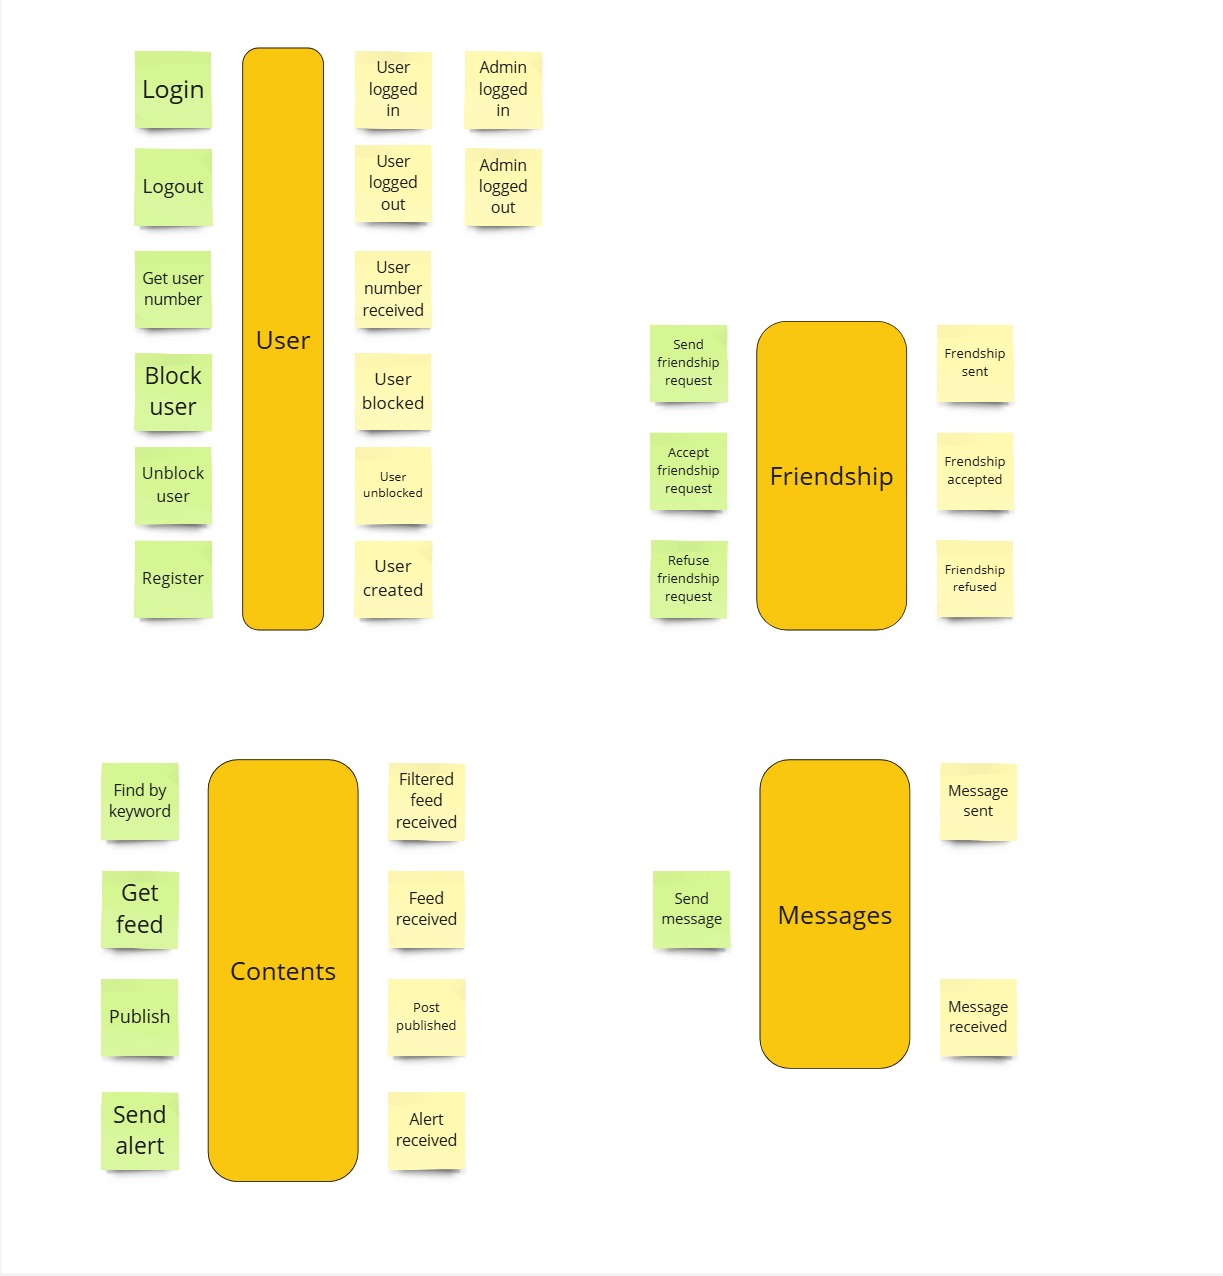 Login
User
logged
in
Admin
logged
in
Logout
User
logged
out
Admin
logged
out
Get user
number
User
number
received
User
Block
user
User
blocked
Unblock
user
User
unblocked
Register
User
created
Send
friendship
request
Frendship
sent
Accept
friendship
request
Friendship
Frendship
accepted
Refuse
friendship
request
Friendship
refused
Find by
keyword
Filtered
feed
received
Get
feed
Feed
received
Contents
Publish
Post
published
Send
alert
Alert
received
Message
sent
Send
message
Messages
Message
received